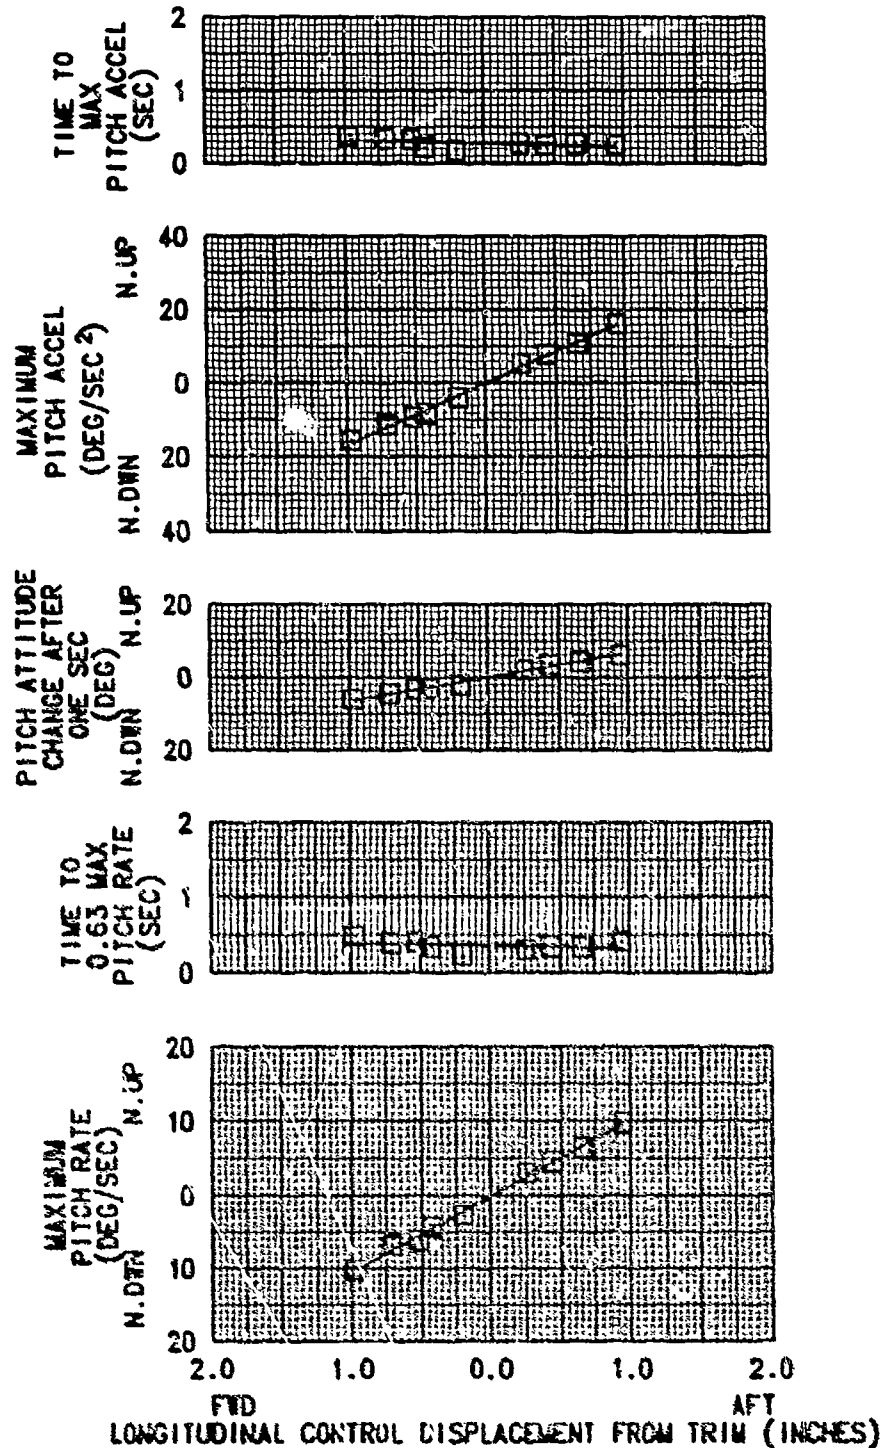 TIME TO
MAX
PITCH ACCEL
(SEC)
2
1
0
MAXIMUM
PITCH ACCEL
(DEG/SEC²)
N.DWN N.UP
40
20
0
20
40
PITCH ATTITUDE
CHANGE AFTER
ONE SEC
(DEG)
N.DWN N.UP
20
0
20
TIME TO
0.63 MAX
PITCH RATE
(SEC)
2
1
0
MAXIMUM
PITCH RATE
(DEG/SEC)
N.DWN N.UP
20
10
0
10
20
2.0 1.0 0.0 1.0 2.0
FWD AFT
LONGITUDINAL CONTROL DISPLACEMENT FROM TRIM (INCHES)